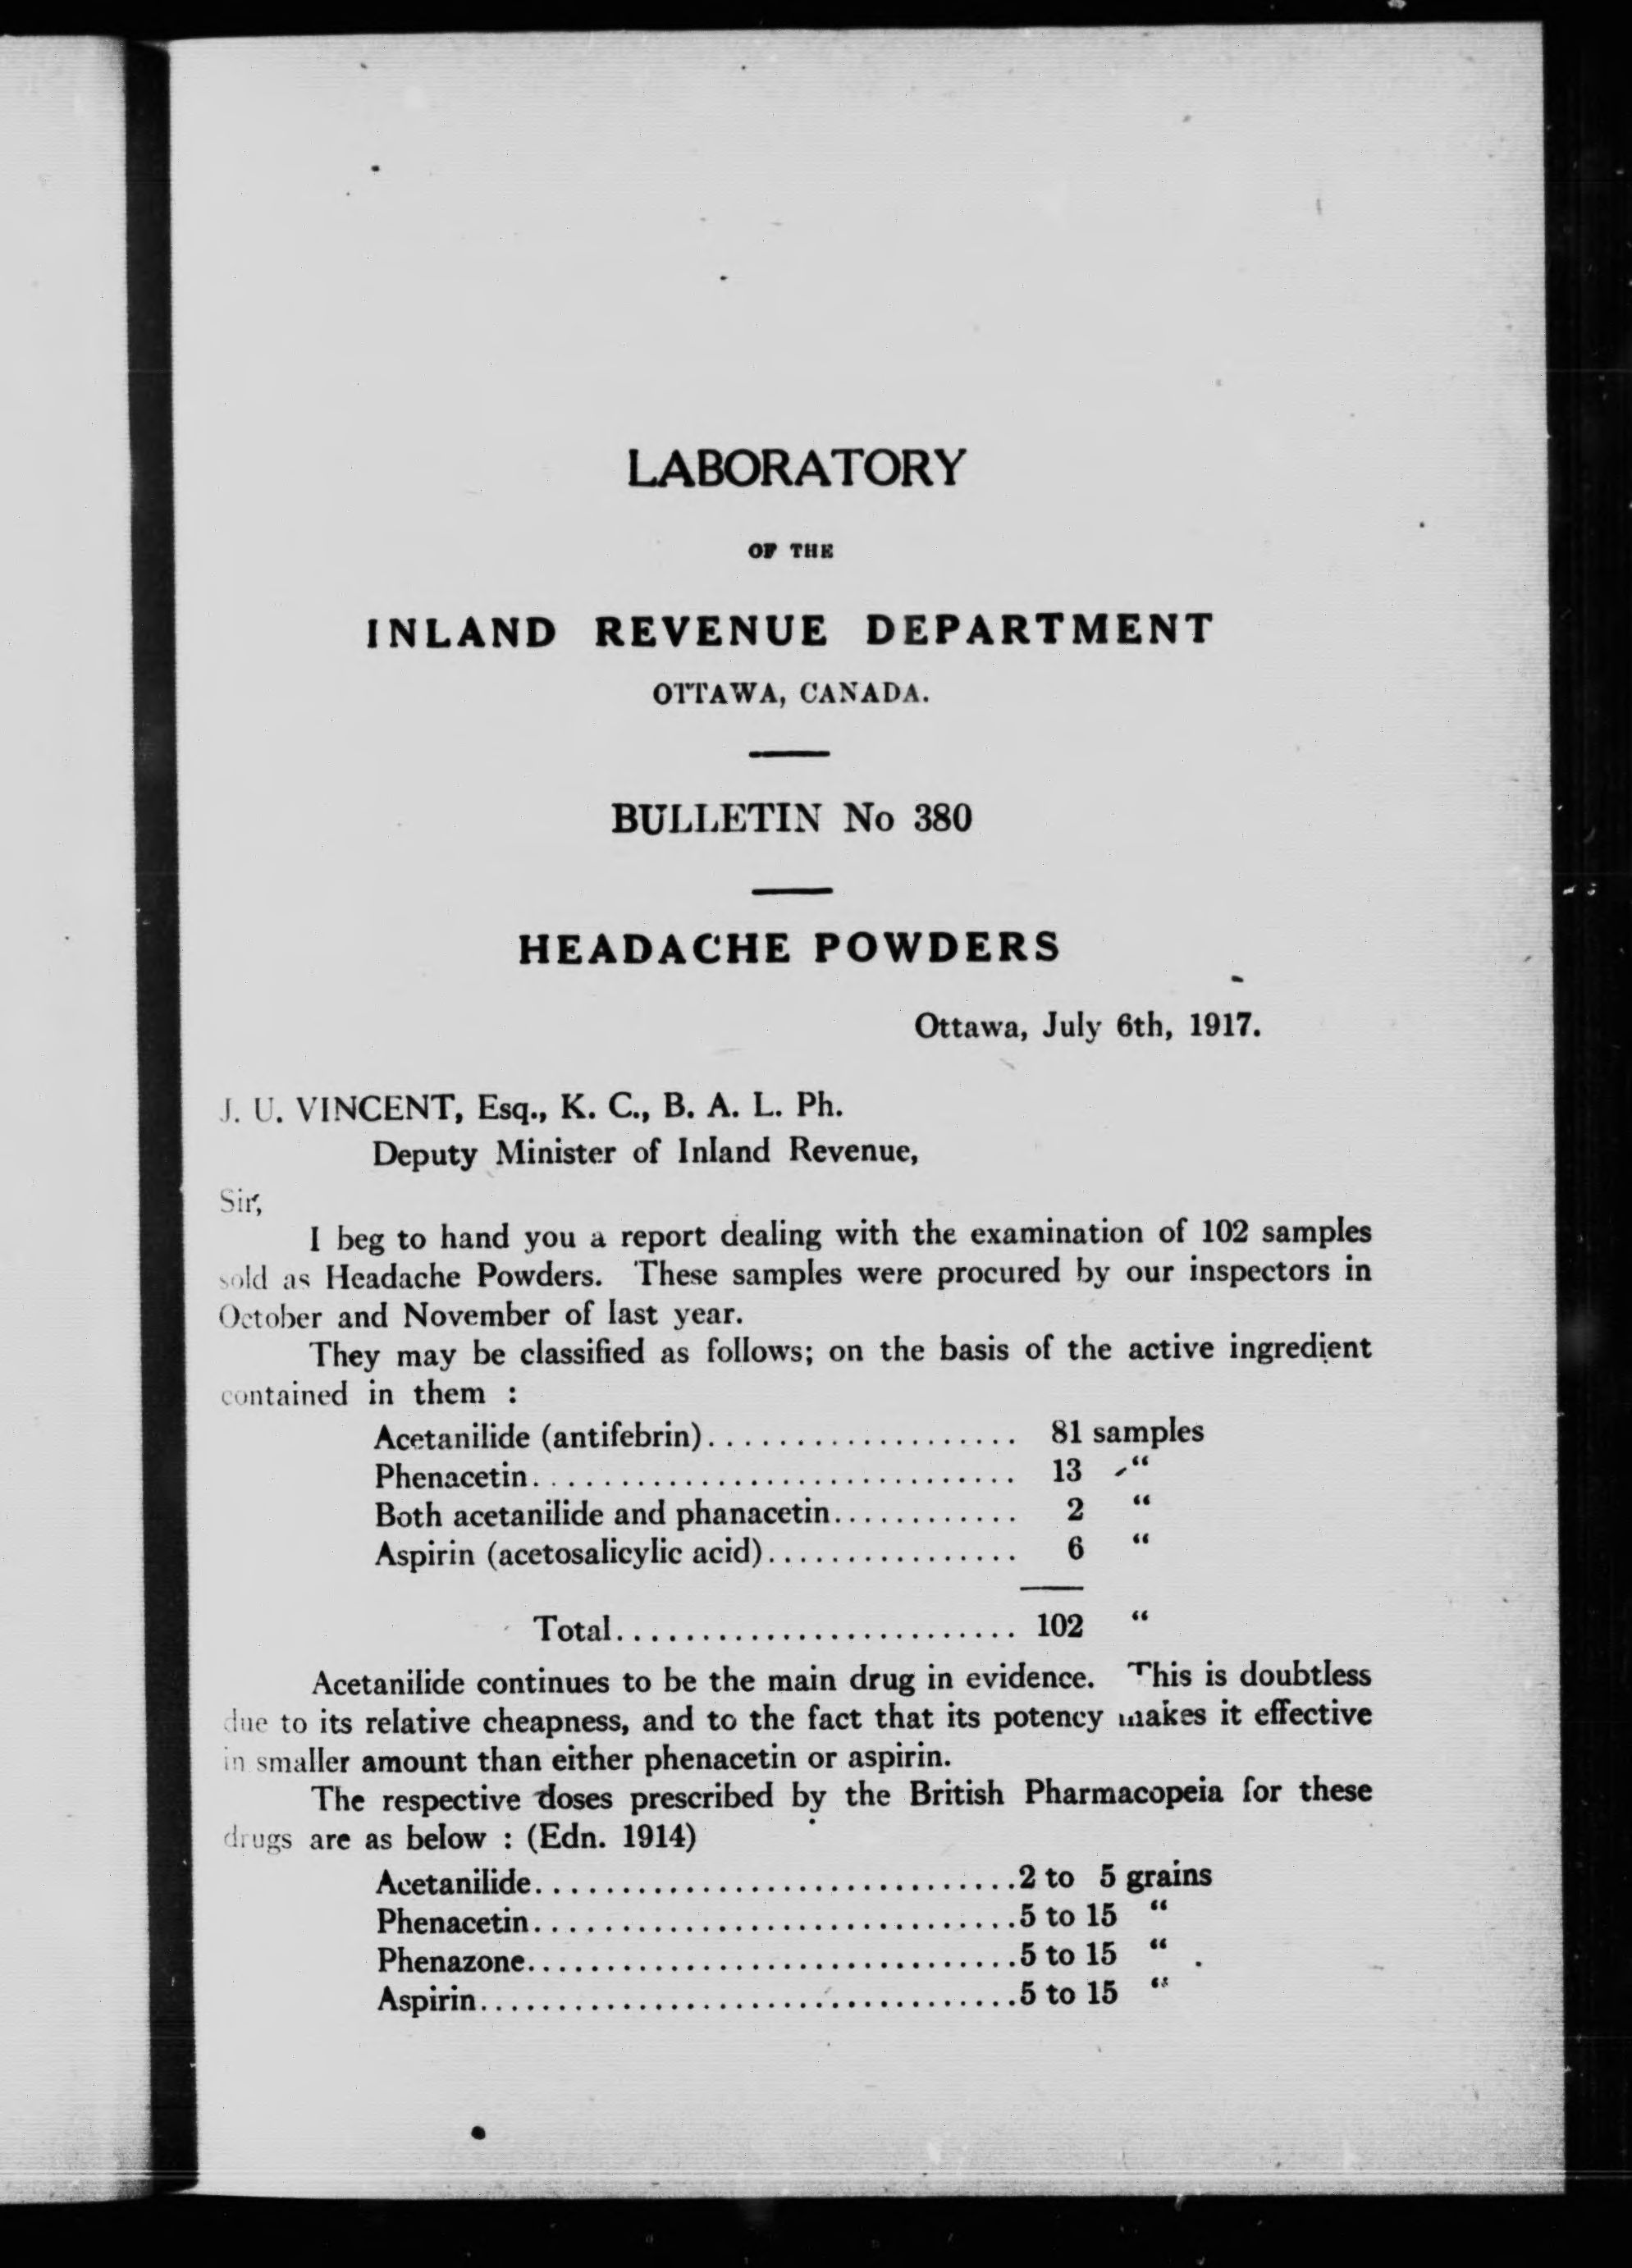 LABORATORY
OF THE
INLAND REVENUE DEPARTMENT
OTTAWA, CANADA.
BULLETIN No 380
HEADACHE POWDERS
Ottawa, July 6th, 1917.
J. U. VINCENT, Esq., K. C., B. A. L. Ph.
Deputy Minister of Inland Revenue,
Sir,
I beg to hand you a report dealing with the examination of 102 samples
sold as Headache Powders. These samples were procured by our inspectors in
October and November of last year.
They may be classified as follows; on the basis of the active ingredient
contained in them :
Acetanilide (antifebrin)................... 81 samples
Phenacetin.............................. 13 "
Both acetanilide and phanacetin............ 2 "
Aspirin (acetosalicylic acid)................ 6 "
Total......................... 102 "
Acetanilide continues to be the main drug in evidence. This is doubtless
due to its relative cheapness, and to the fact that its potency makes it effective
in smaller amount than either phenacetin or aspirin.
The respective doses prescribed by the British Pharmacopeia for these
drugs are as below : (Edn. 1914)
Acetanilide..............................2 to 5 grains
Phenacetin..............................5 to 15 "
Phenazone..............................5 to 15 "
Aspirin.................................5 to 15 "